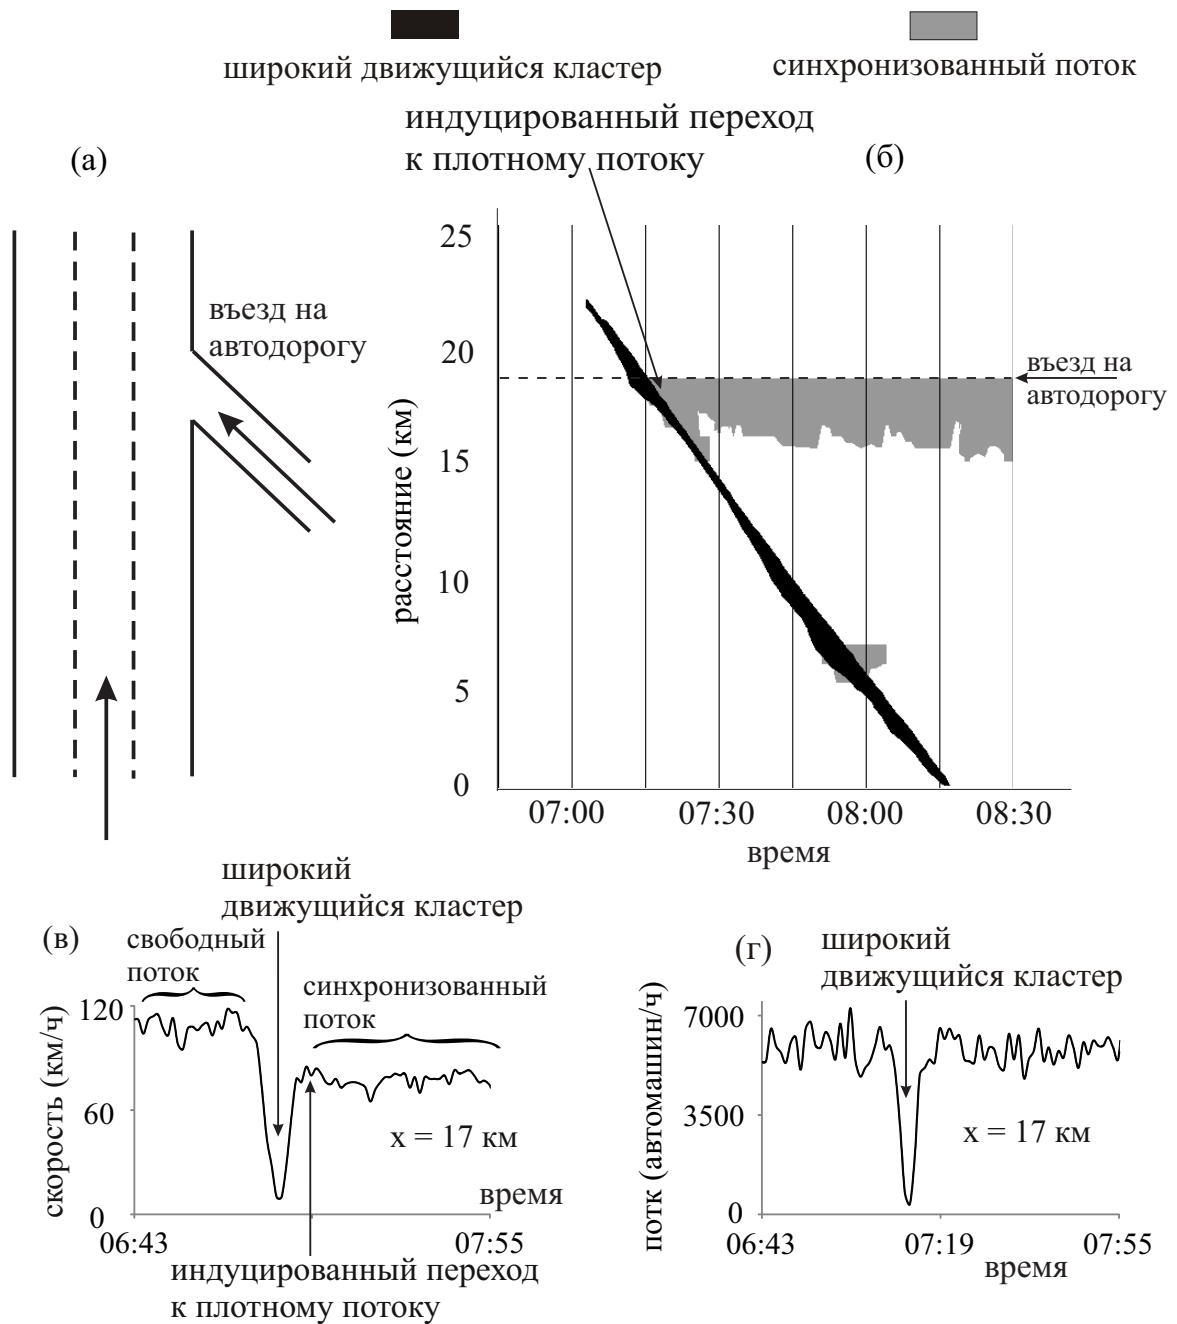 широкий движущийся кластер
синхронизованный поток
индуцированный переход
к плотному потоку
(а)
(б)
въезд на
автодорогу
25
20
15
10
5
0
расстояние (км)
въезд на
автодорогу
07:00
07:30
08:00
08:30
время
широкий
движущийся кластер
(в)
свободный
поток
синхронизованный
поток
120
60
0
скорость (км/ч)
x = 17 км
время
06:43
07:55
индуцированный переход
к плотному потоку
(г)
широкий
движущийся кластер
7000
3500
0
потк (автомашин/ч)
x = 17 км
06:43
07:19
07:55
время